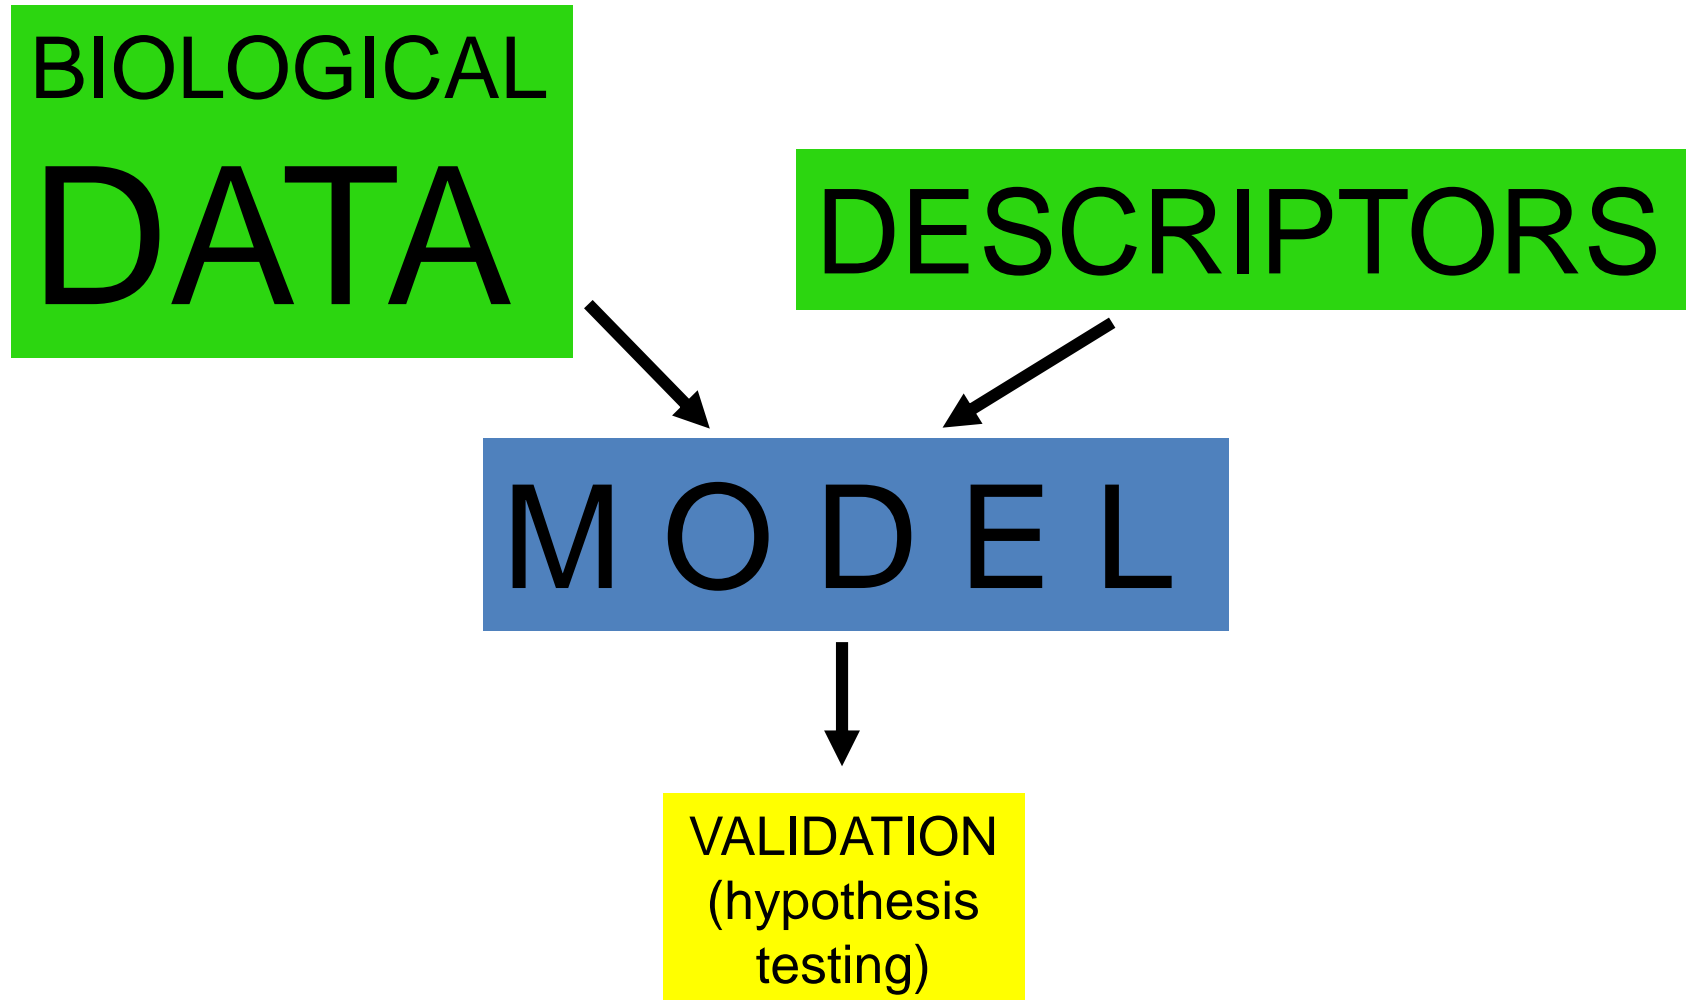 BIOLOGICAL
DATA
DESCRIPTORS
M O D E L
VALIDATION
(hypothesis
testing)